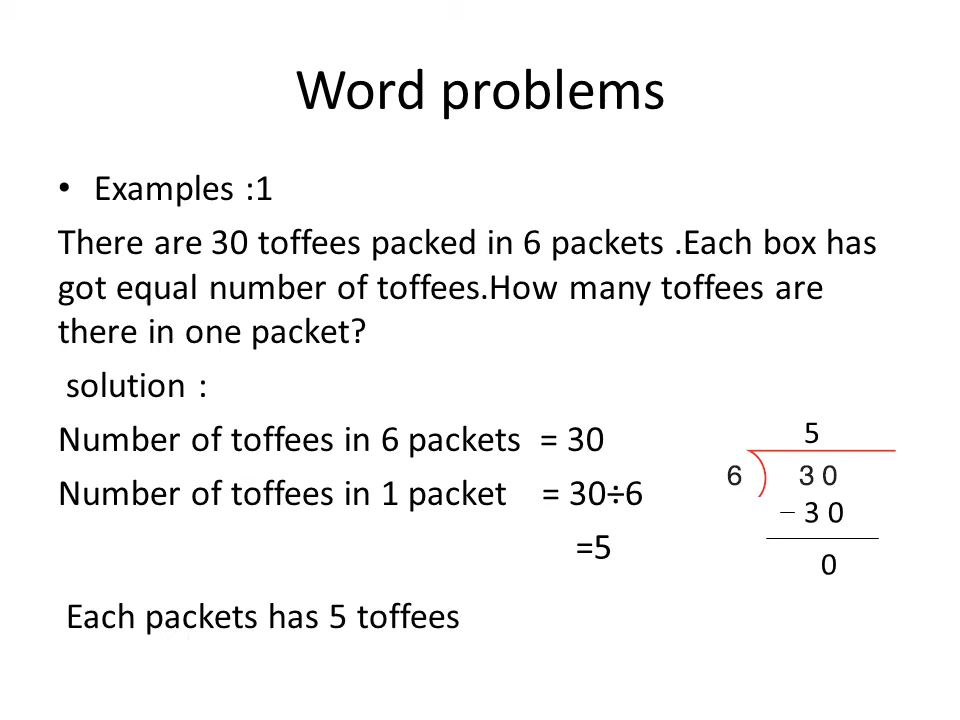 Word problems
• Examples :1
There are 30 toffees packed in 6 packets .Each box has
got equal number of toffees.How many toffees are
there in one packet?
solution :
Number of toffees in 6 packets = 30
Number of toffees in 1 packet = 30÷6
=5
Each packets has 5 toffees
5
6 3 0
– 3 0
0